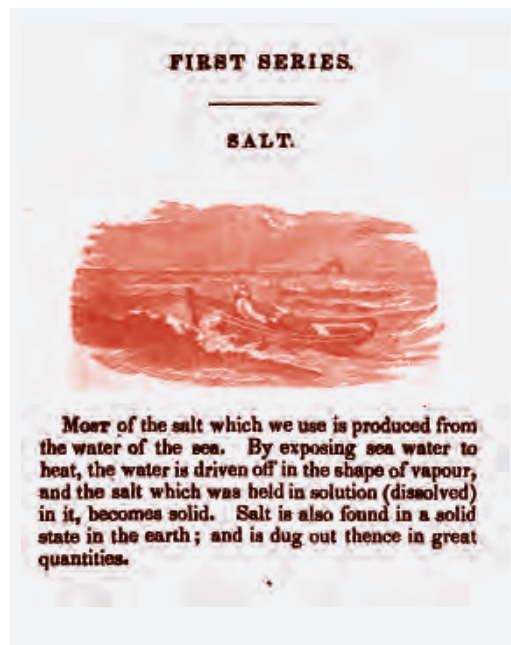 FIRST SERIES.
SALT.
Most of the salt which we use is produced from
the water of the sea. By exposing sea water to
heat, the water is driven off in the shape of vapour,
and the salt which was held in solution (dissolved)
in it, becomes solid. Salt is also found in a solid
state in the earth; and is dug out thence in great
quantities.